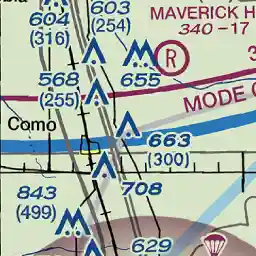 604
(316)
603
(254)
MAVERICK H
340 - 17
R
655
568
(255)
MODE C
Como
663
(300)
708
843
(499)
629